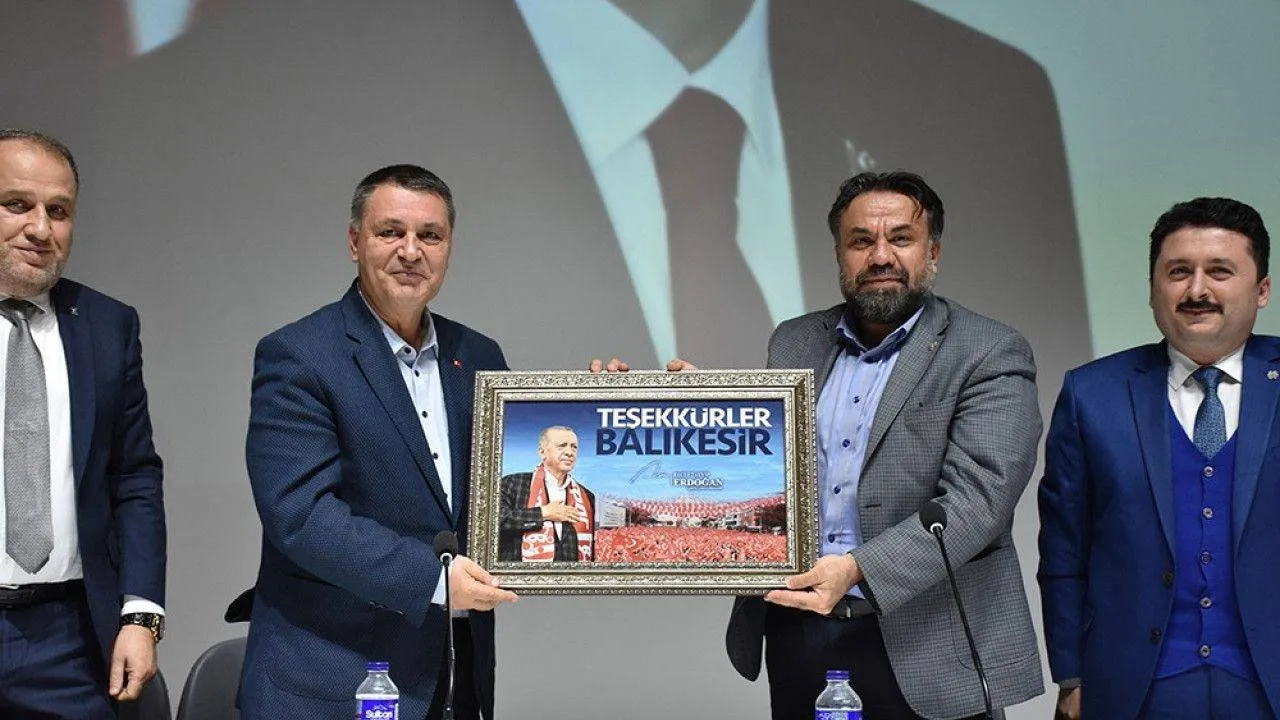 TEŞEKKÜRLER
BALIKESİR
ERDOĞAN
Sultan